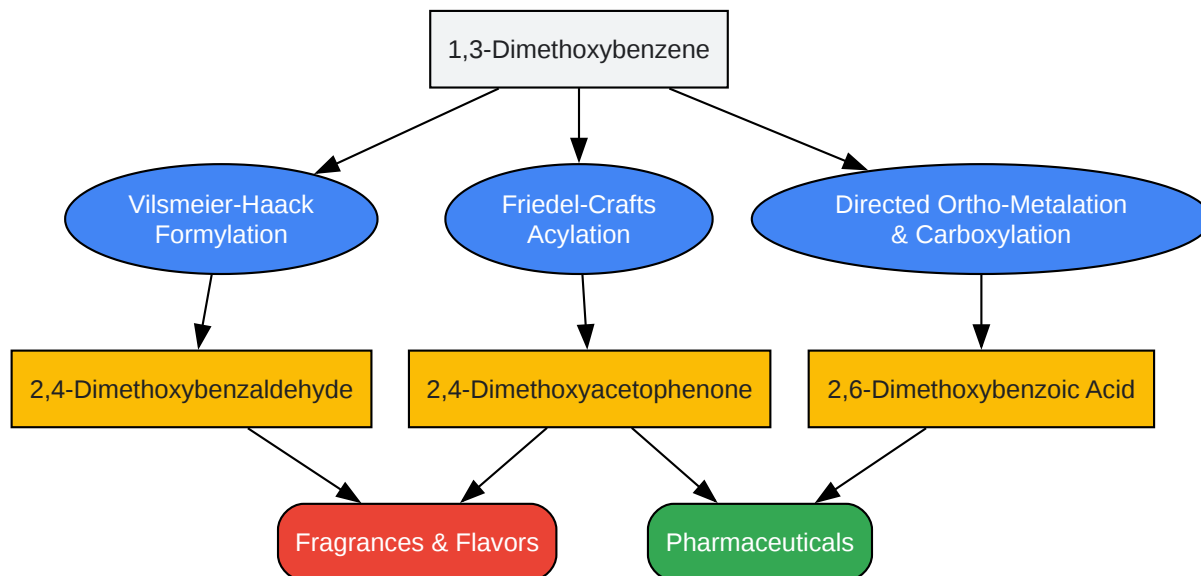 1,3-Dimethoxybenzene
Vilsmeier-Haack
Formylation
Friedel-Crafts
Acylation
Directed Ortho-Metalation
& Carboxylation
2,4-Dimethoxybenzaldehyde
2,4-Dimethoxyacetophenone
2,6-Dimethoxybenzoic Acid
Fragrances & Flavors
Pharmaceuticals